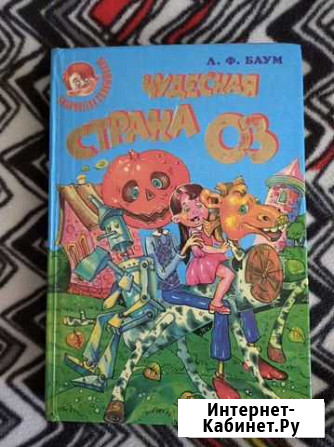 Л. Ф. БАУМ
ЧУДЕСНАЯ
СТРАНА ОЗ
Интернет-
Кабинет.Ру